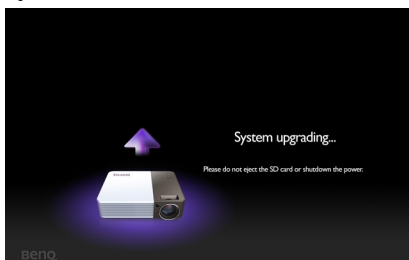 System upgrading...
Please do not eject the SD card or shutdown the power.
BenQ